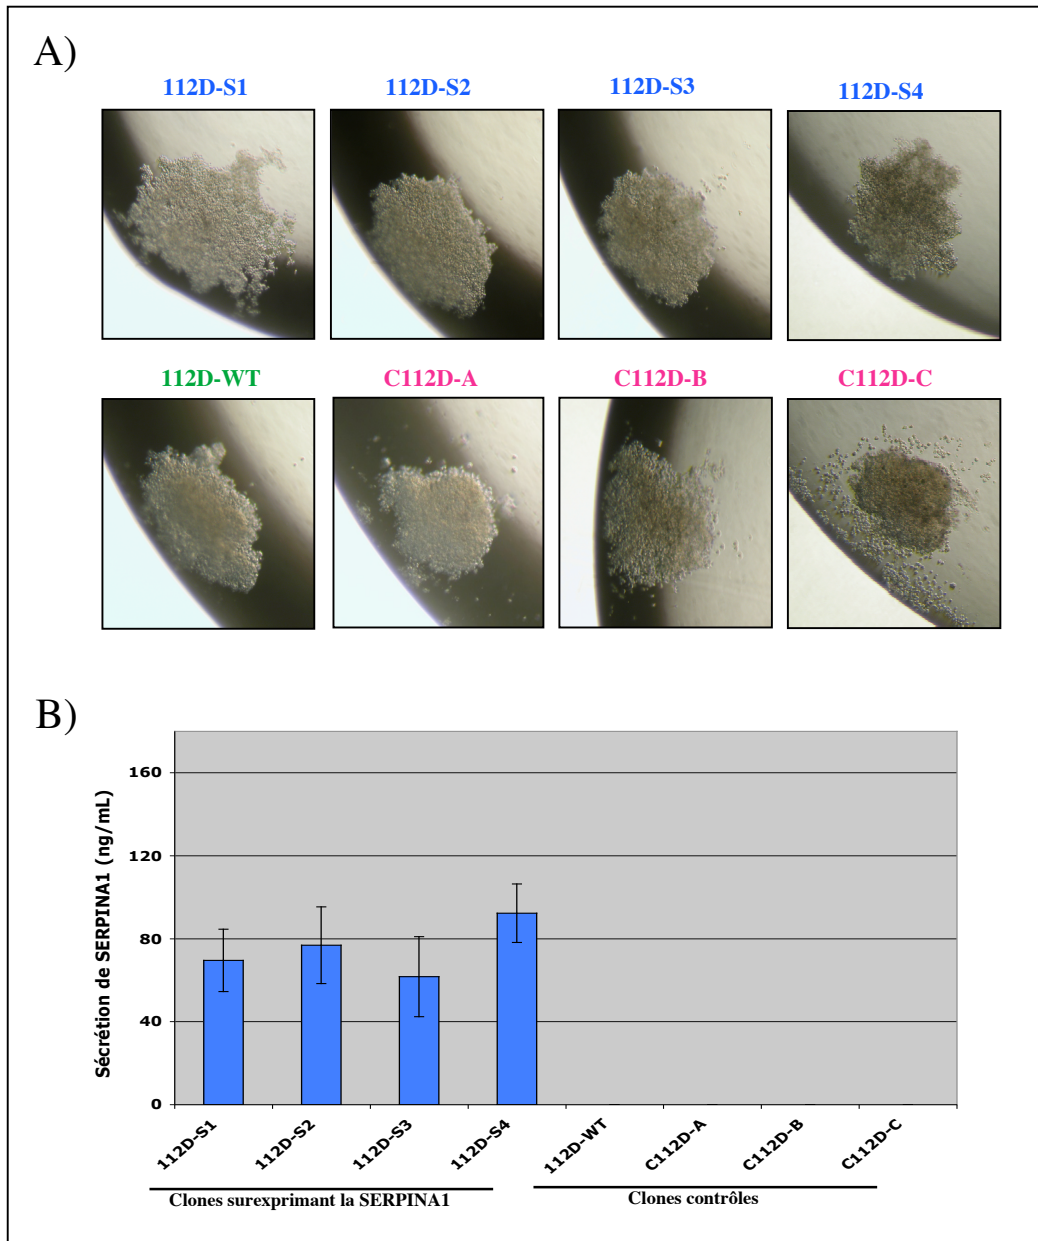 A)
112D-S1 112D-S2 112D-S3 112D-S4
112D-WT C112D-A C112D-B C112D-C
B)
Sécrétion de SERPINA1 (ng/mL)
160
120
80
40
0
112D-S1 112D-S2 112D-S3 112D-S4 112D-WT C112D-A C112D-B C112D-C
Clones surexprimant la SERPINA1 Clones contrôles